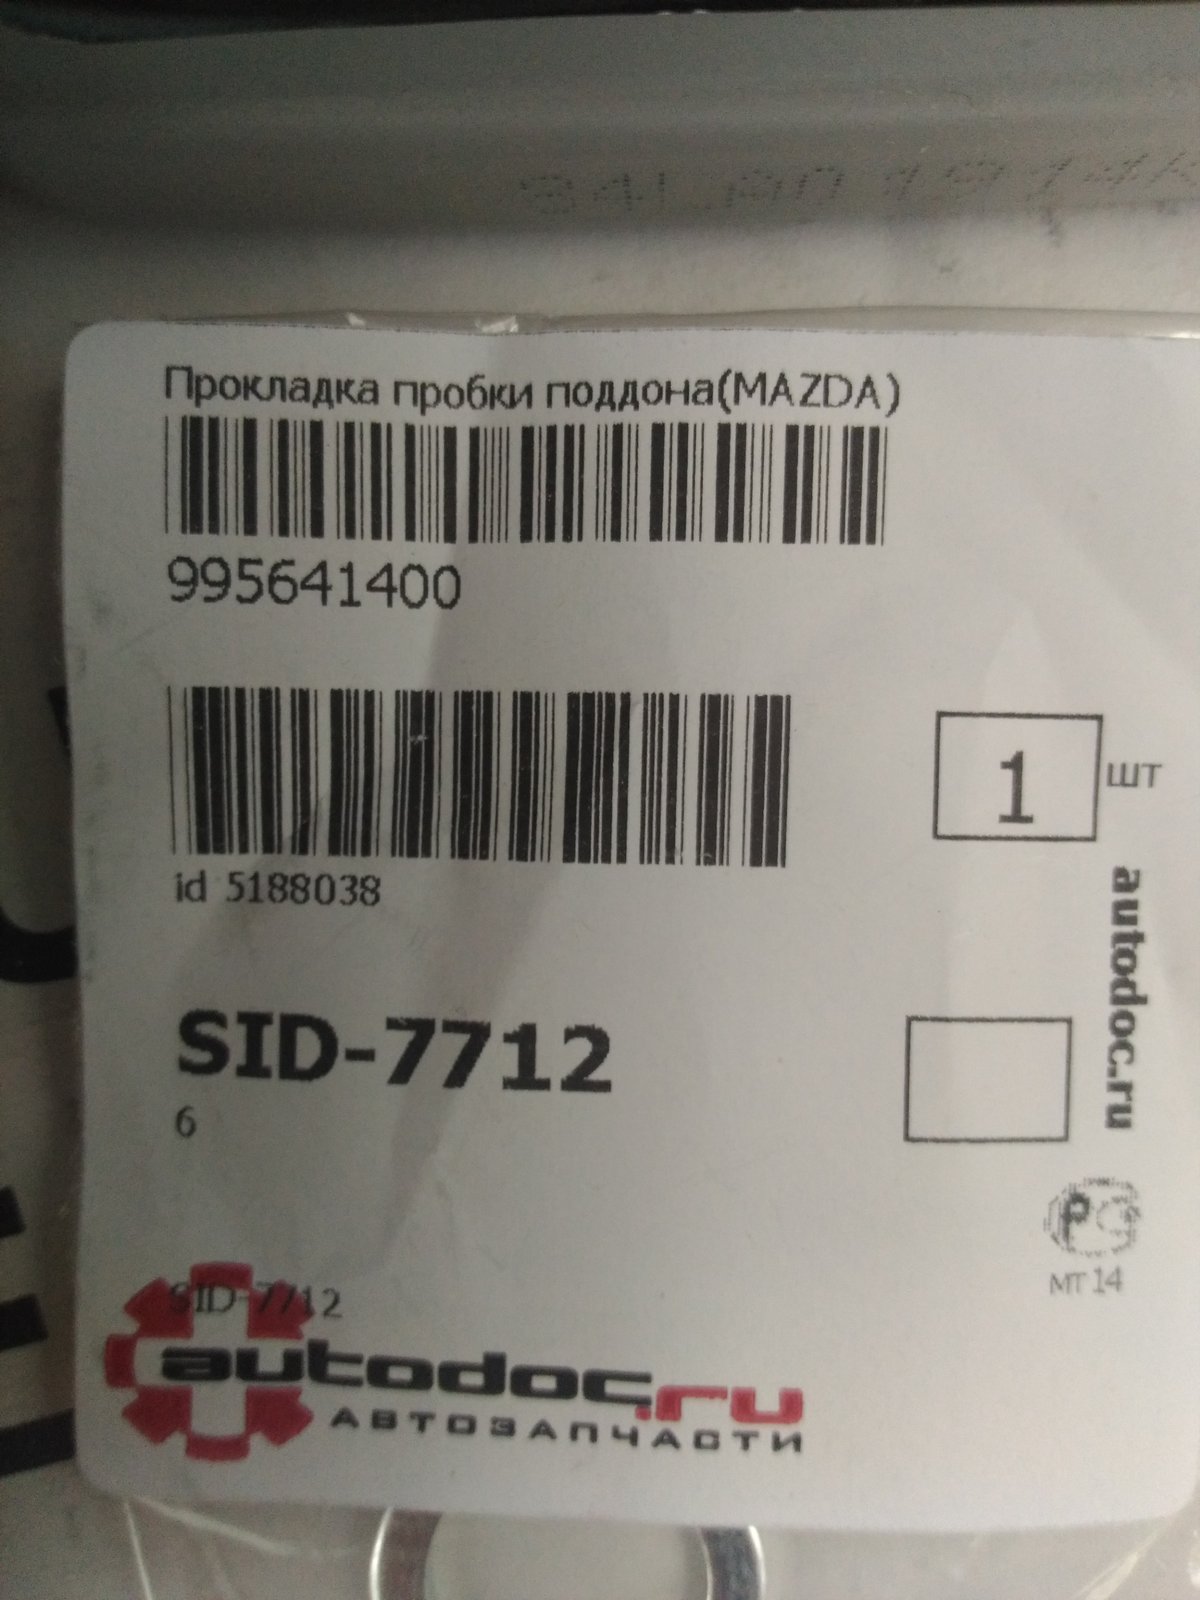 Прокладка пробки поддона(MAZDA)
995641400
1 шт
id 5188038
autodoc.ru
SID-7712
6
РС
МТ 14
SID-7712
autodoc.ru
АВТОЗАПЧАСТИ